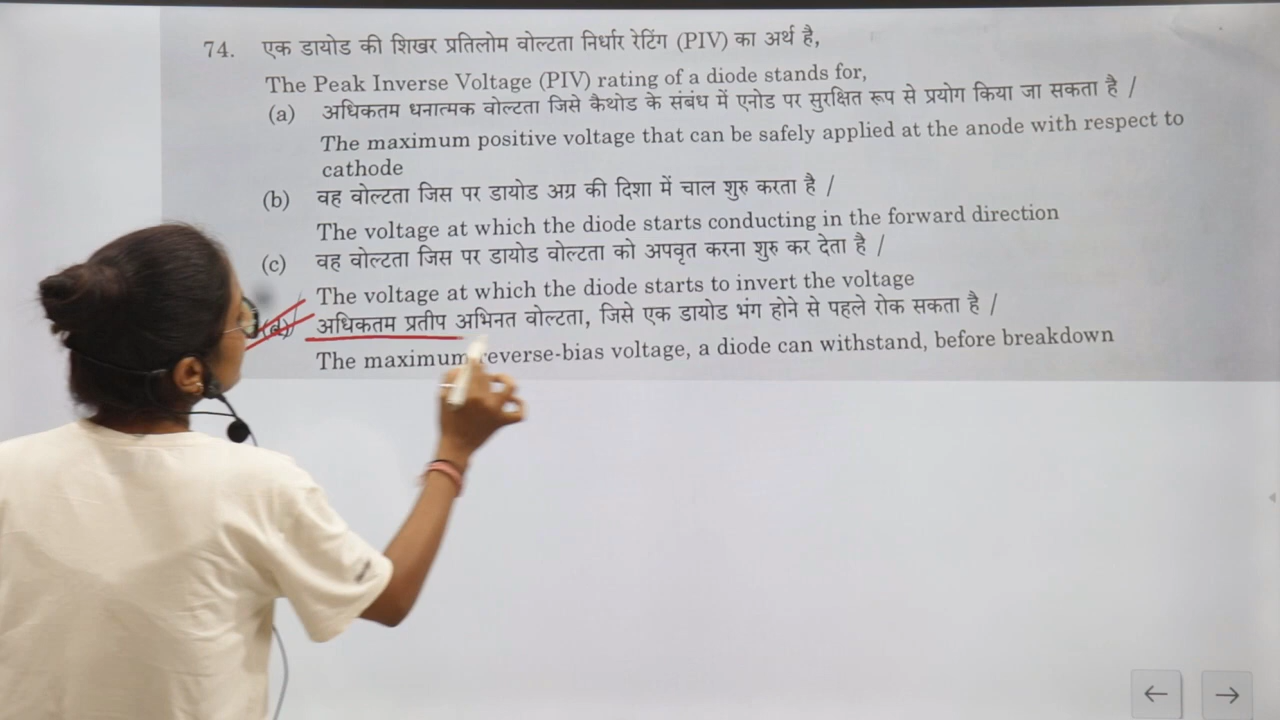 74. एक डायोड की शिखर प्रतिलोम वोल्टता निर्धार रेटिंग (PIV) का अर्थ है,
The Peak Inverse Voltage (PIV) rating of a diode stands for,
(a) अधिकतम धनात्मक वोल्टता जिसे कैथोड के संबंध में एनोड पर सुरक्षित रूप से प्रयोग किया जा सकता है /
The maximum positive voltage that can be safely applied at the anode with respect to
cathode
(b) वह वोल्टता जिस पर डायोड अग्र की दिशा में चाल शुरु करता है /
The voltage at which the diode starts conducting in the forward direction
(c) वह वोल्टता जिस पर डायोड वोल्टता को अपवृत करना शुरु कर देता है /
The voltage at which the diode starts to invert the voltage
(d) अधिकतम प्रतीप अभिनत वोल्टता, जिसे एक डायोड भंग होने से पहले रोक सकता है /
The maximum reverse-bias voltage, a diode can withstand, before breakdown